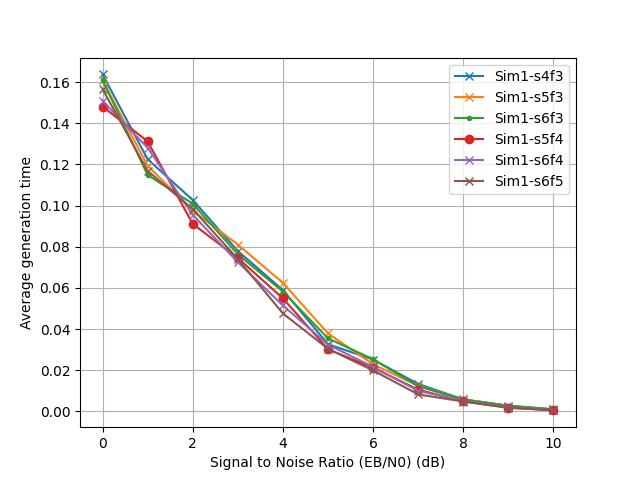 Sim1-s4f3
Sim1-s5f3
Sim1-s6f3
Sim1-s5f4
Sim1-s6f4
Sim1-s6f5
Average generation time
0.16
0.14
0.12
0.10
0.08
0.06
0.04
0.02
0.00
0 2 4 6 8 10
Signal to Noise Ratio (EB/N0) (dB)